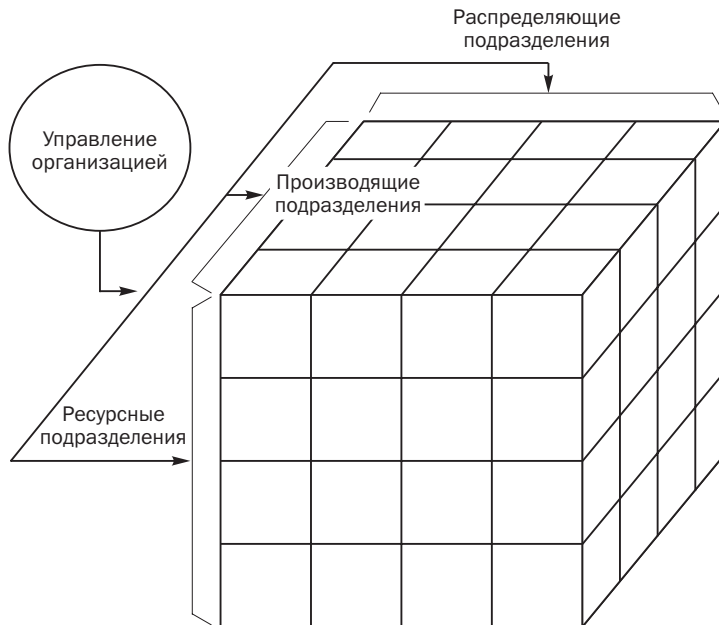 Распределяющие
подразделения
Управление
организацией
Производящие
подразделения
Ресурсные
подразделения